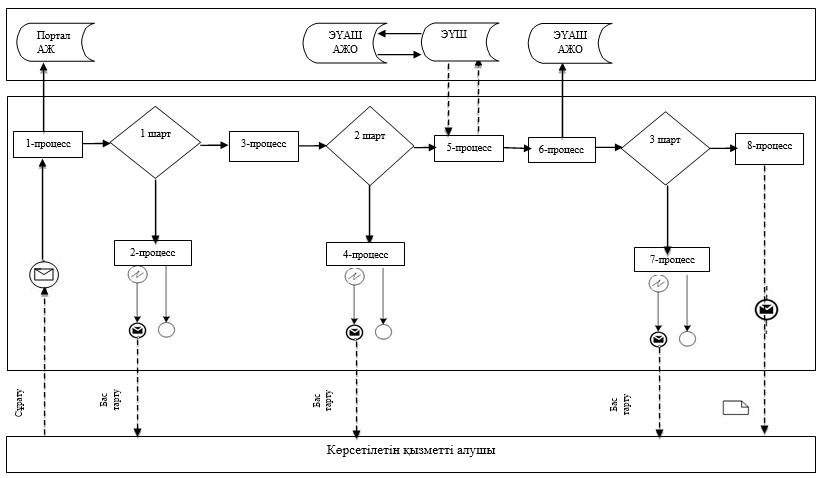 Портал
АЖ
ЭҮАШ
АЖО
ЭҮШ
ЭҮАШ
АЖО
1-процесс
1 шарт
3-процесс
2 шарт
5-процесс
6-процесс
3 шарт
8-процесс
2-процесс
4-процесс
7-процесс
Сұрату
Бас
тарту
Бас
тарту
Бас
тарту
Көрсетілетін қызметті алушы